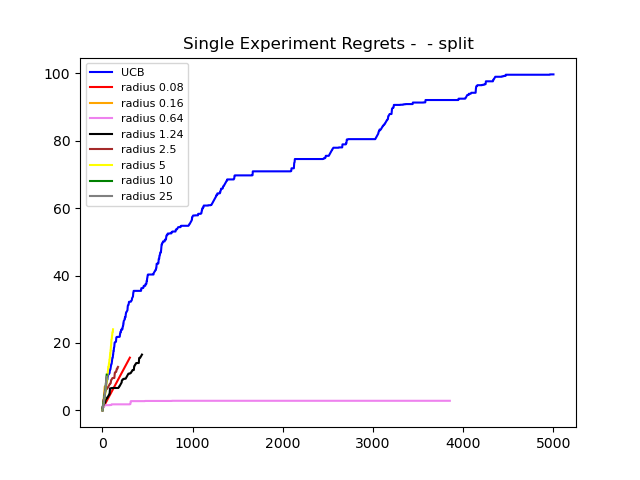 Single Experiment Regrets -  - split
UCB
radius 0.08
radius 0.16
radius 0.64
radius 1.24
radius 2.5
radius 5
radius 10
radius 25
100
80
60
40
20
0
0 1000 2000 3000 4000 5000